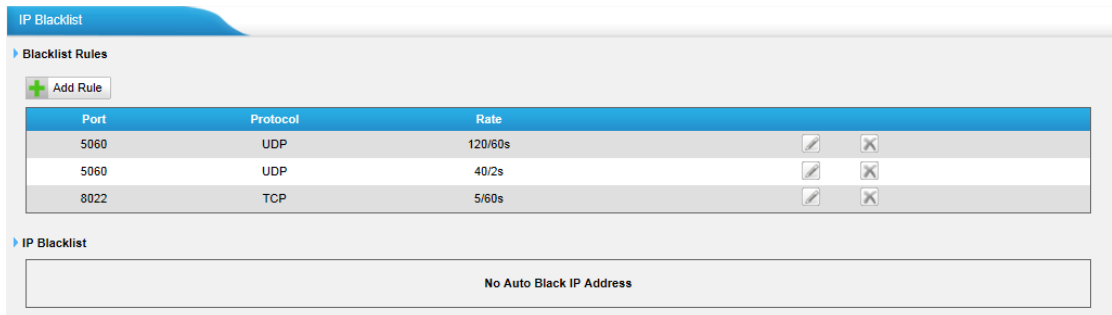 IP Blacklist
Blacklist Rules
Add Rule
Port Protocol Rate
5060 UDP 120/60s
5060 UDP 40/2s
8022 TCP 5/60s
IP Blacklist
No Auto Black IP Address